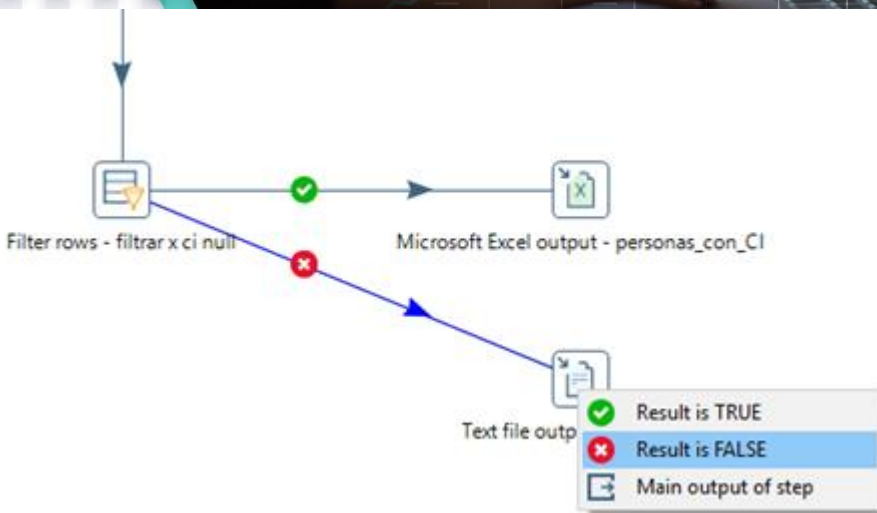 Filter rows - filtrar x ci null
Microsoft Excel output - personas_con_CI
Text file outp
Result is TRUE
Result is FALSE
Main output of step